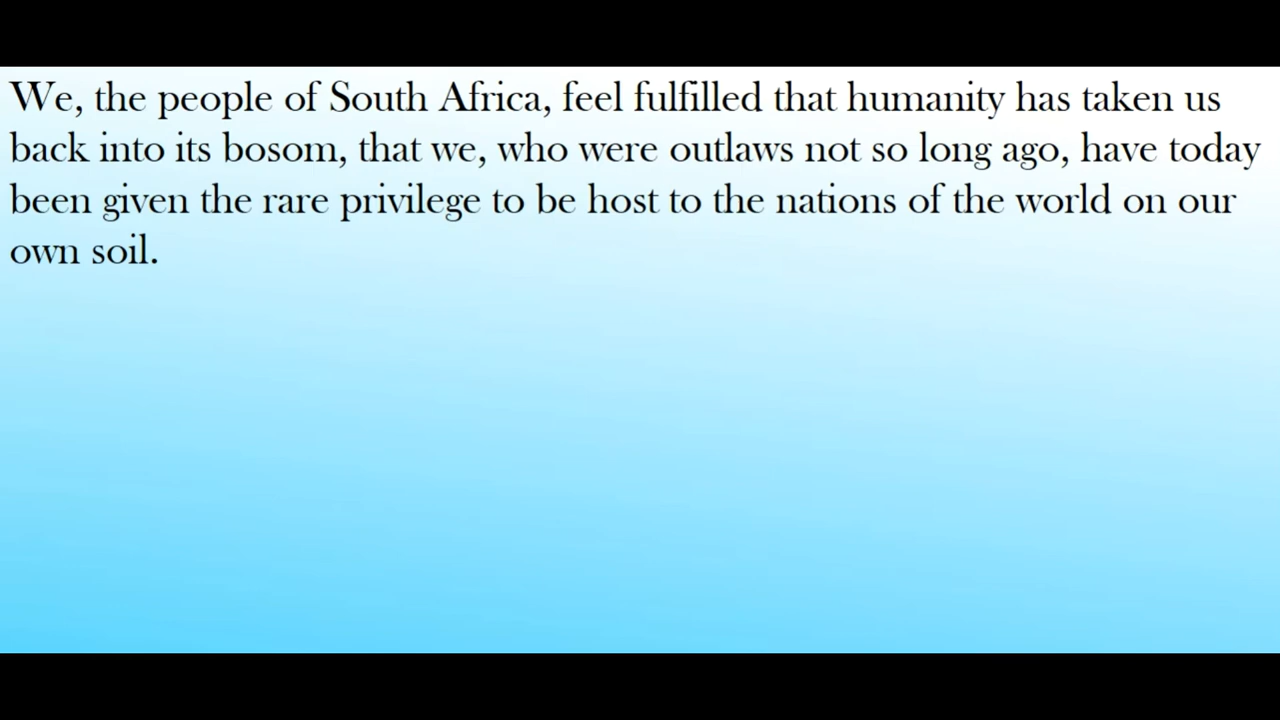 We, the people of South Africa, feel fulfilled that humanity has taken us
back into its bosom, that we, who were outlaws not so long ago, have today
been given the rare privilege to be host to the nations of the world on our
own soil.